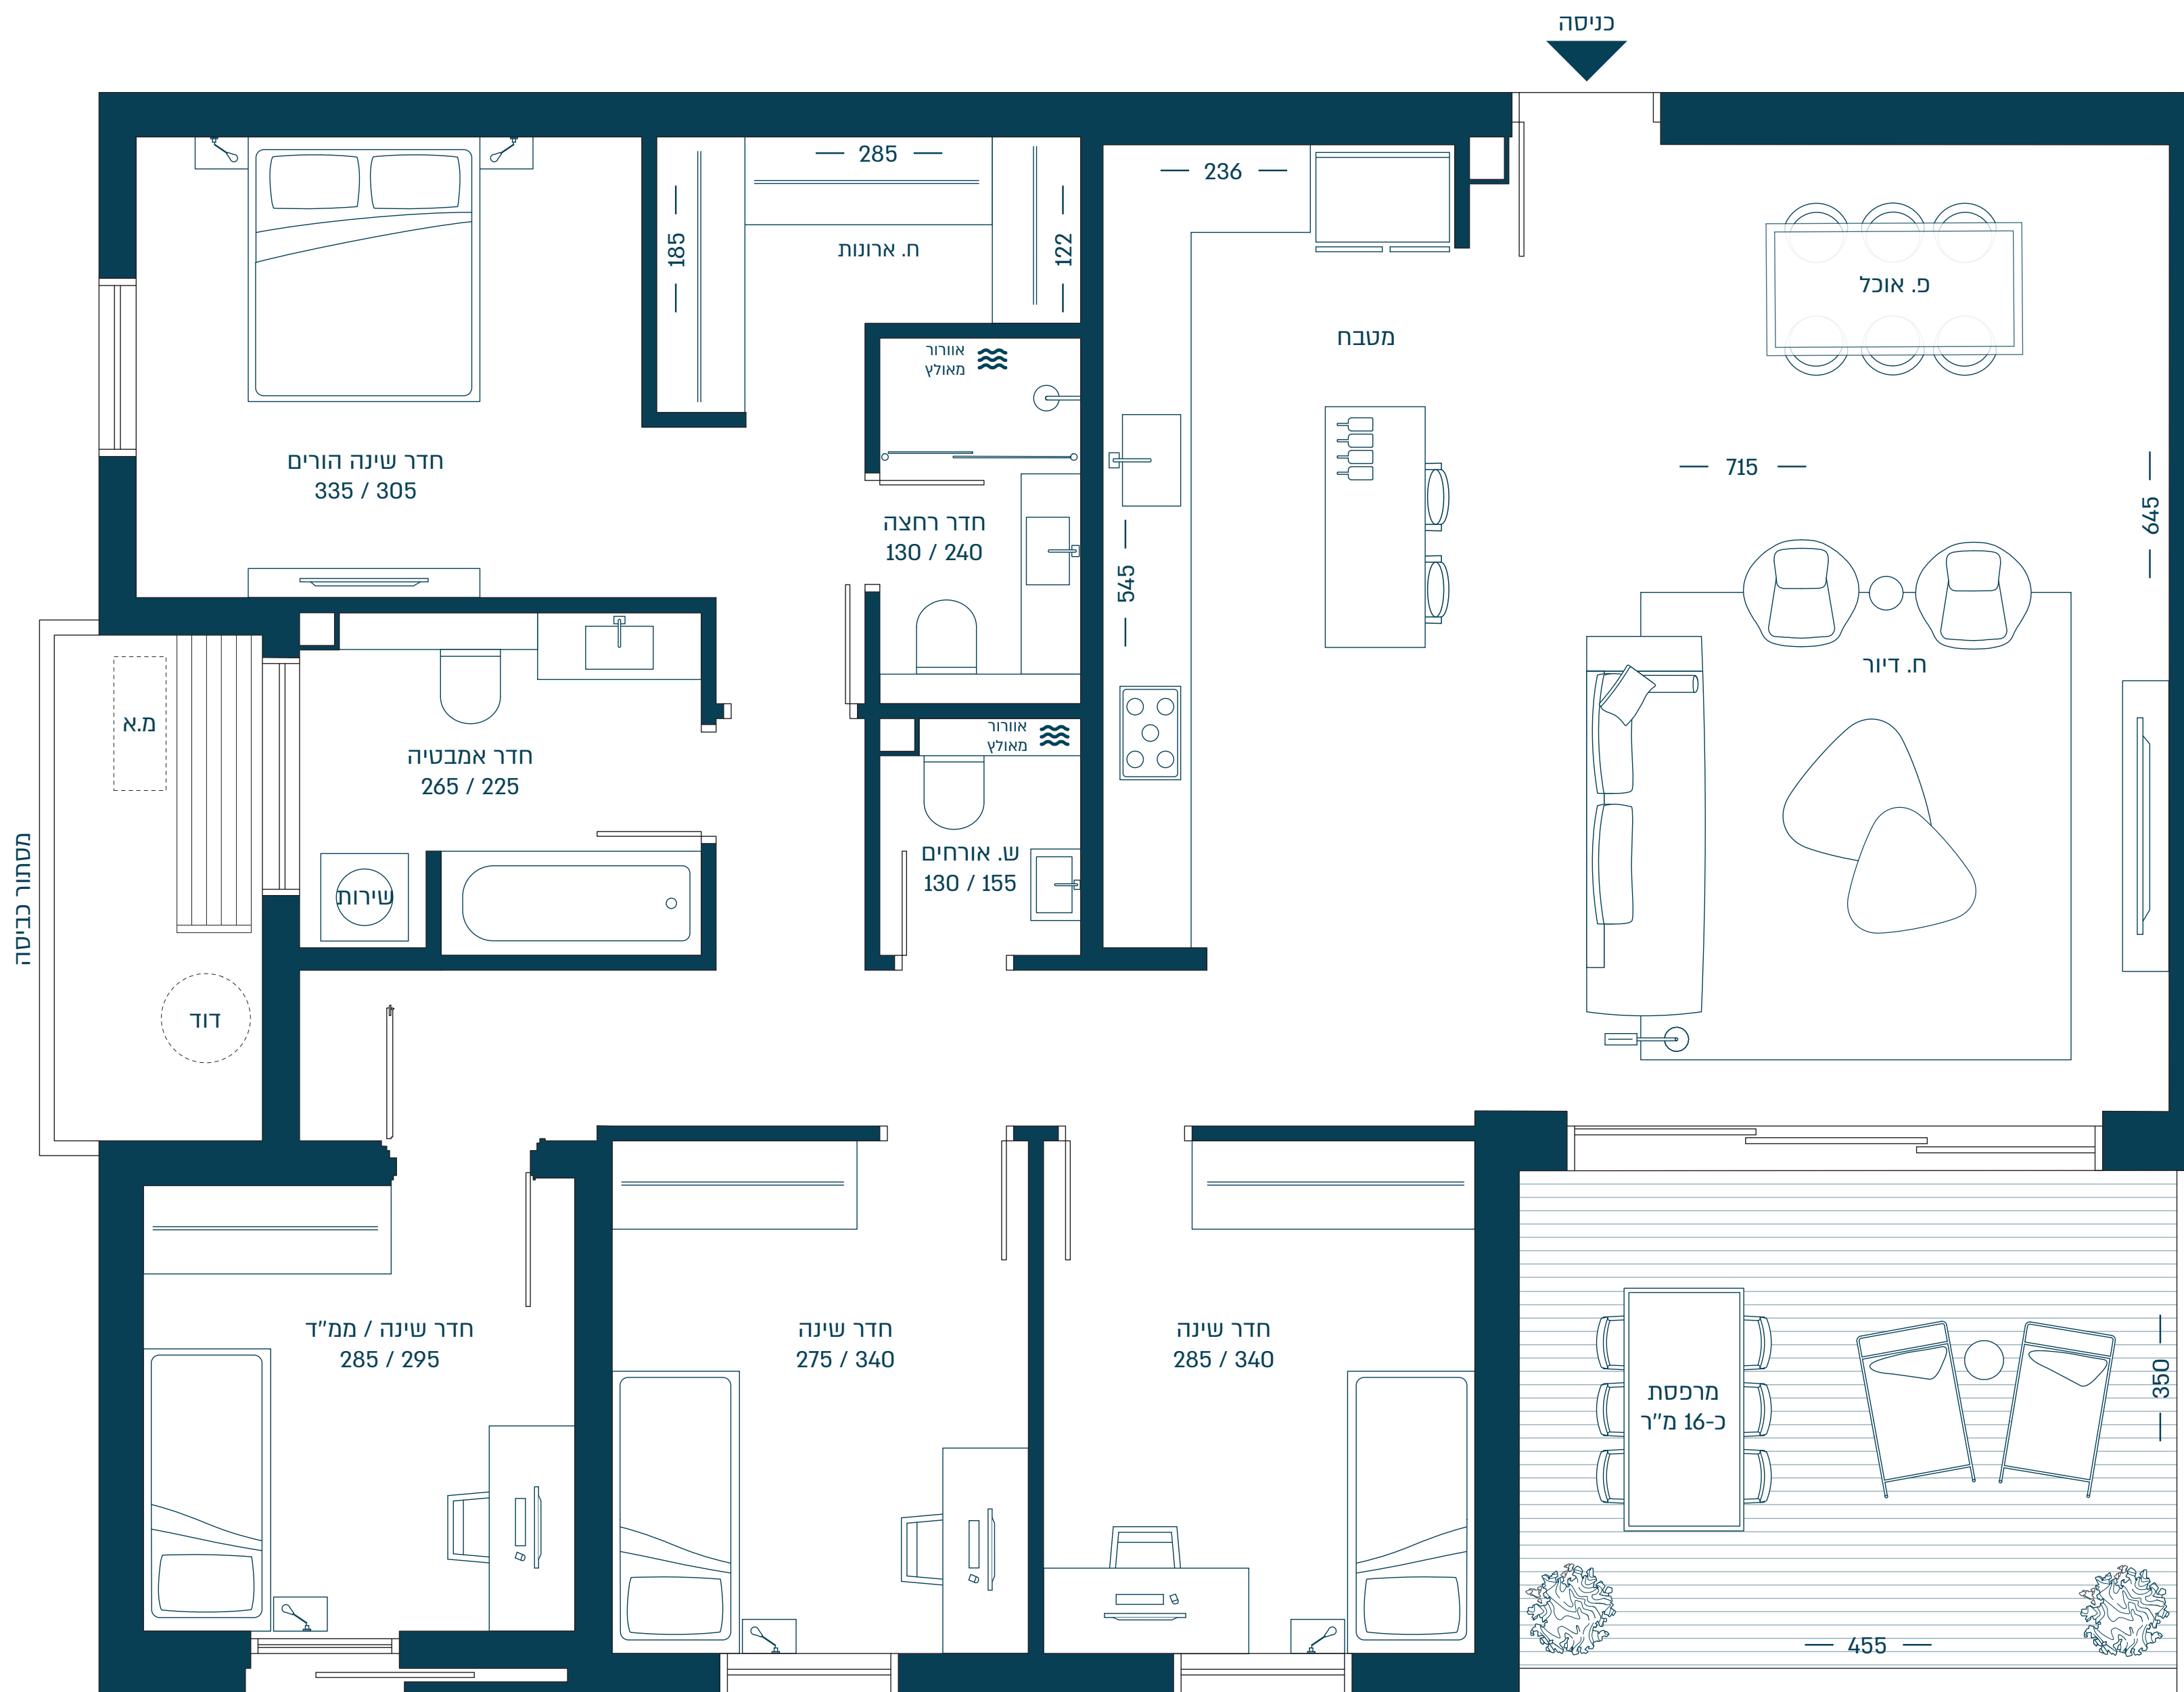 כניסה
285
236
185
122
ח. ארונות
פ. אוכל
מטבח
אוורור
מאולץ
חדר שינה הורים
335 / 305
715
645
חדר רחצה
130 / 240
545
ח. דיור
מ.א
אוורור
מאולץ
חדר אמבטיה
265 / 225
ש. אורחים
130 / 155
שירות
מסתור כביסה
דוד
חדר שינה / ממ"ד
285 / 295
חדר שינה
275 / 340
חדר שינה
285 / 340
מרפסת
כ-16 מ"ר
350
455